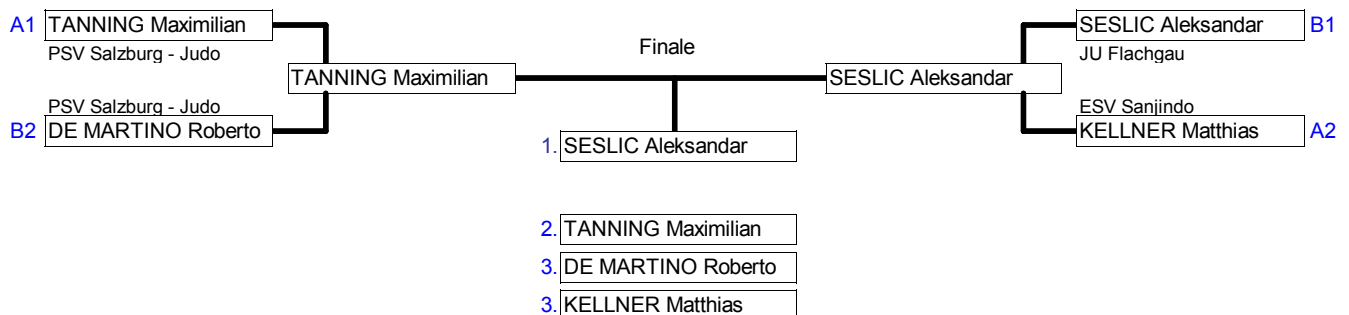 A1 TANNING Maximilian
PSV Salzburg - Judo
SESLIC Aleksandar B1
JU Flachgau
Finale
TANNING Maximilian
SESLIC Aleksandar
PSV Salzburg - Judo
B2 DE MARTINO Roberto
ESV Sanjindo
KELLNER Matthias A2
1. SESLIC Aleksandar
2. TANNING Maximilian
3. DE MARTINO Roberto
3. KELLNER Matthias